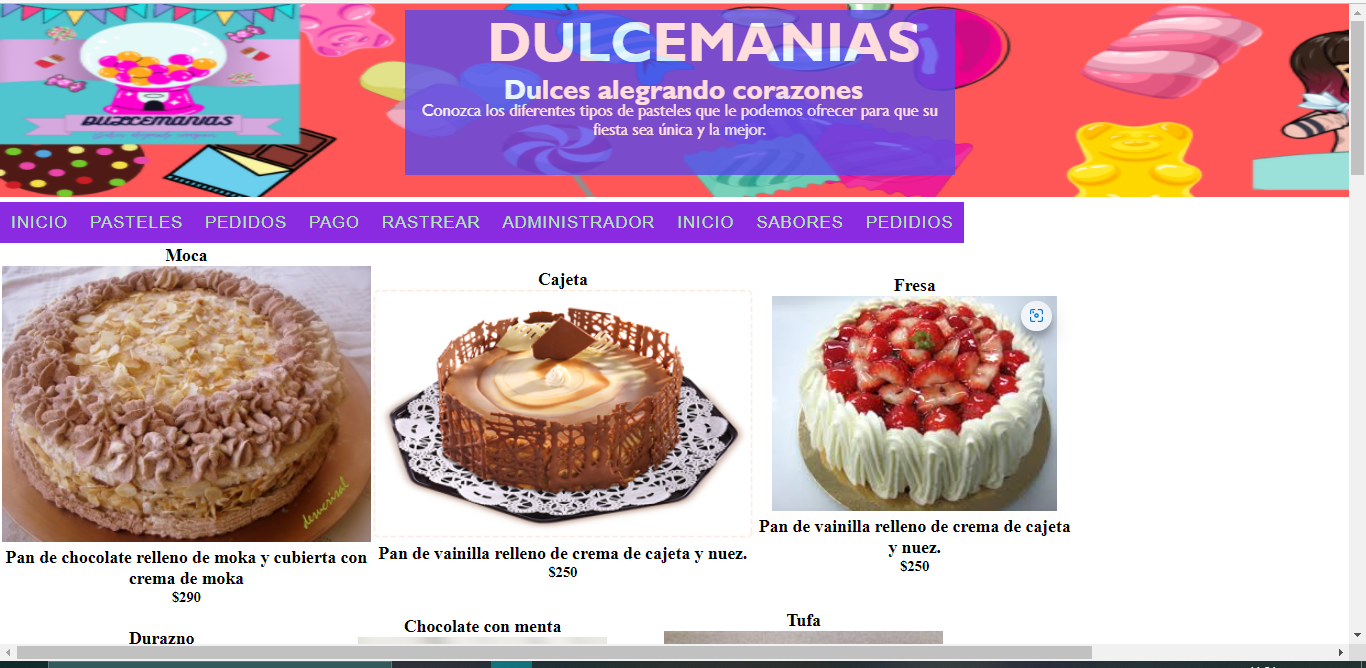 DULCEMANIAS
Dulces alegrando corazones
Conozca los diferentes tipos de pasteles que le podemos ofrecer para que su
fiesta sea única y la mejor.
DULCEMANIAS
INICIO PASTELES PEDIDOS PAGO RASTREAR ADMINISTRADOR INICIO SABORES PEDIDIOS
Moca
Pan de chocolate relleno de moka y cubierta con
crema de moka
$290
Cajeta
Pan de vainilla relleno de crema de cajeta y nuez.
$250
Fresa
Pan de vainilla relleno de crema de cajeta
y nuez.
$250
Durazno
Chocolate con menta
Tufa